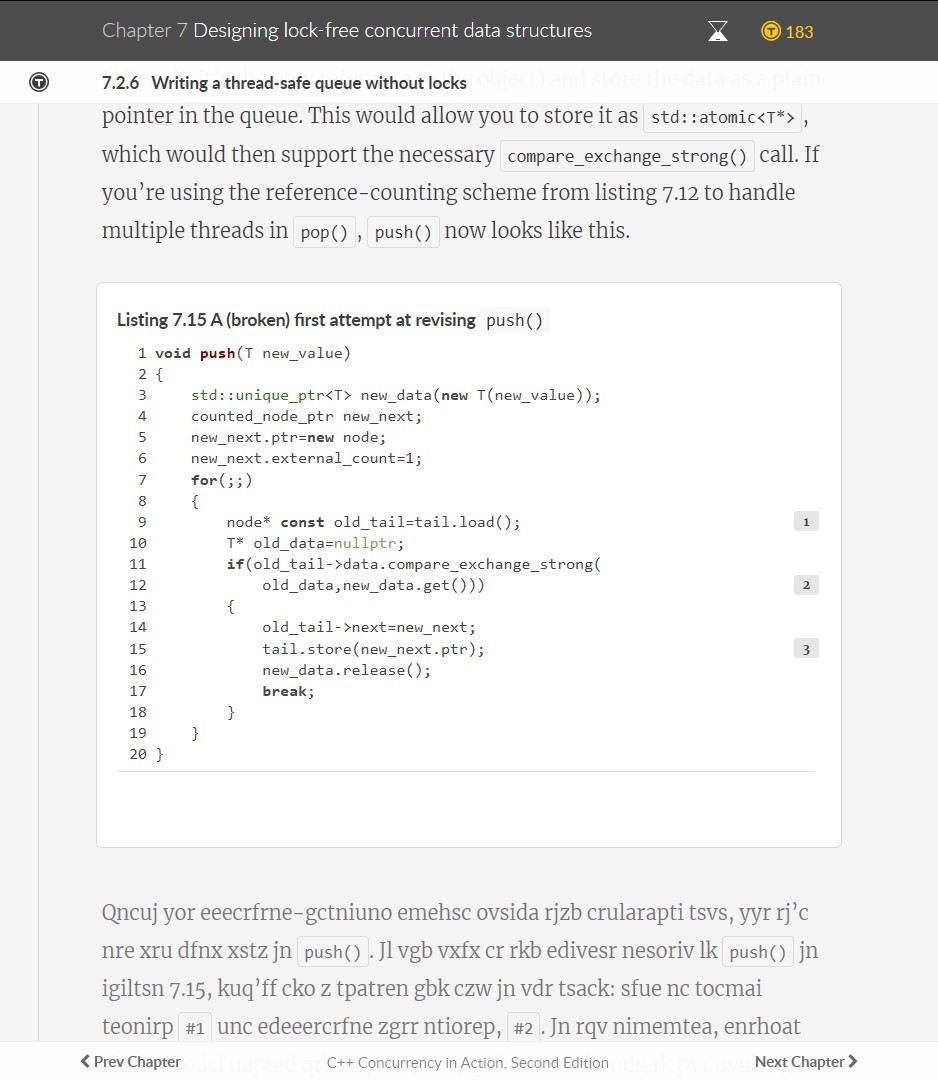 Chapter 7 Designing lock-free concurrent data structures 183
7.2.6 Writing a thread-safe queue without locks
object) and store the data as a plain
pointer in the queue. This would allow you to store it as std::atomic<T*> ,
which would then support the necessary compare_exchange_strong() call. If
you’re using the reference-counting scheme from listing 7.12 to handle
multiple threads in pop() , push() now looks like this.
Listing 7.15 A (broken) first attempt at revising push()
1 void push(T new_value)
2 {
3     std::unique_ptr<T> new_data(new T(new_value));
4     counted_node_ptr new_next;
5     new_next.ptr=new node;
6     new_next.external_count=1;
7     for(;;)
8     {
9         node* const old_tail=tail.load(); 1
10         T* old_data=nullptr;
11         if(old_tail->data.compare_exchange_strong(
12             old_data,new_data.get())) 2
13         {
14             old_tail->next=new_next;
15             tail.store(new_next.ptr); 3
16             new_data.release();
17             break;
18         }
19     }
20 }
Qncuj yor eeecrfrne-gctniuno emehsc ovsida rjzb crularapti tsvs, yyr rj’c
nre xru dfnx xstz jn push() . Jl vgb vxfx cr rkb edivesr nesoriv lk push() jn
igiltsn 7.15, kuq’ff cko z tpatren gbk czw jn vdr tsack: sfue nc tocmai
teonirp #1 unc edeeercrfne zgrr ntiorep, #2 . Jn rqv nimemtea, enrhoat
Prev Chapter C++ Concurrency in Action, Second Edition Next Chapter